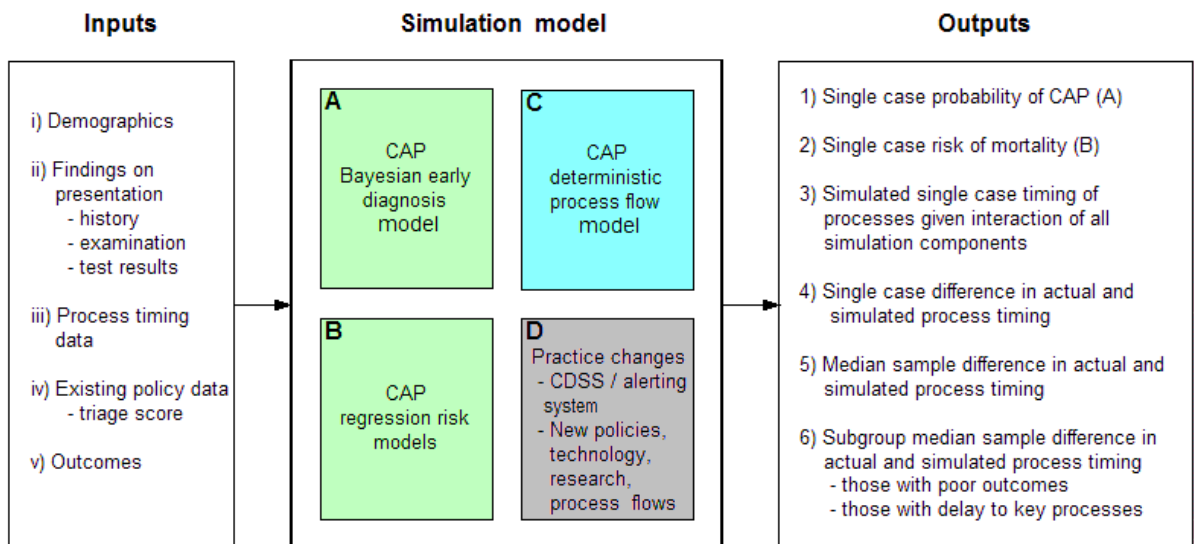 Inputs
Simulation model
Outputs
i) Demographics
ii) Findings on
presentation
- history
- examination
- test results
iii) Process timing
data
iv) Existing policy data
- triage score
v) Outcomes
A
CAP
Bayesian early
diagnosis
model
C
CAP
deterministic
process flow
model
B
CAP
regression risk
models
D
Practice changes
- CDSS / alerting
system
- New policies,
technology,
research,
process flows
1) Single case probability of CAP (A)
2) Single case risk of mortality (B)
3) Simulated single case timing of
processes given interaction of all
simulation components
4) Single case difference in actual and
simulated process timing
5) Median sample difference in actual and
simulated process timing
6) Subgroup median sample difference in
actual and simulated process timing
- those with poor outcomes
- those with delay to key processes